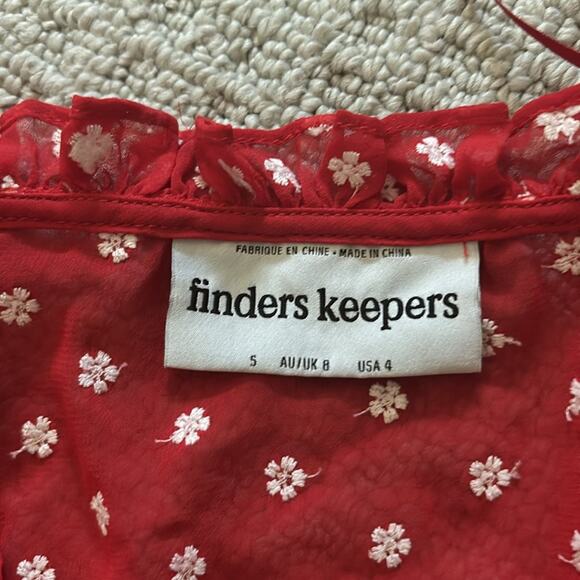 FABRIQUE EN CHINE • MADE IN CHINA
finders keepers
S AU/UK 8 USA 4